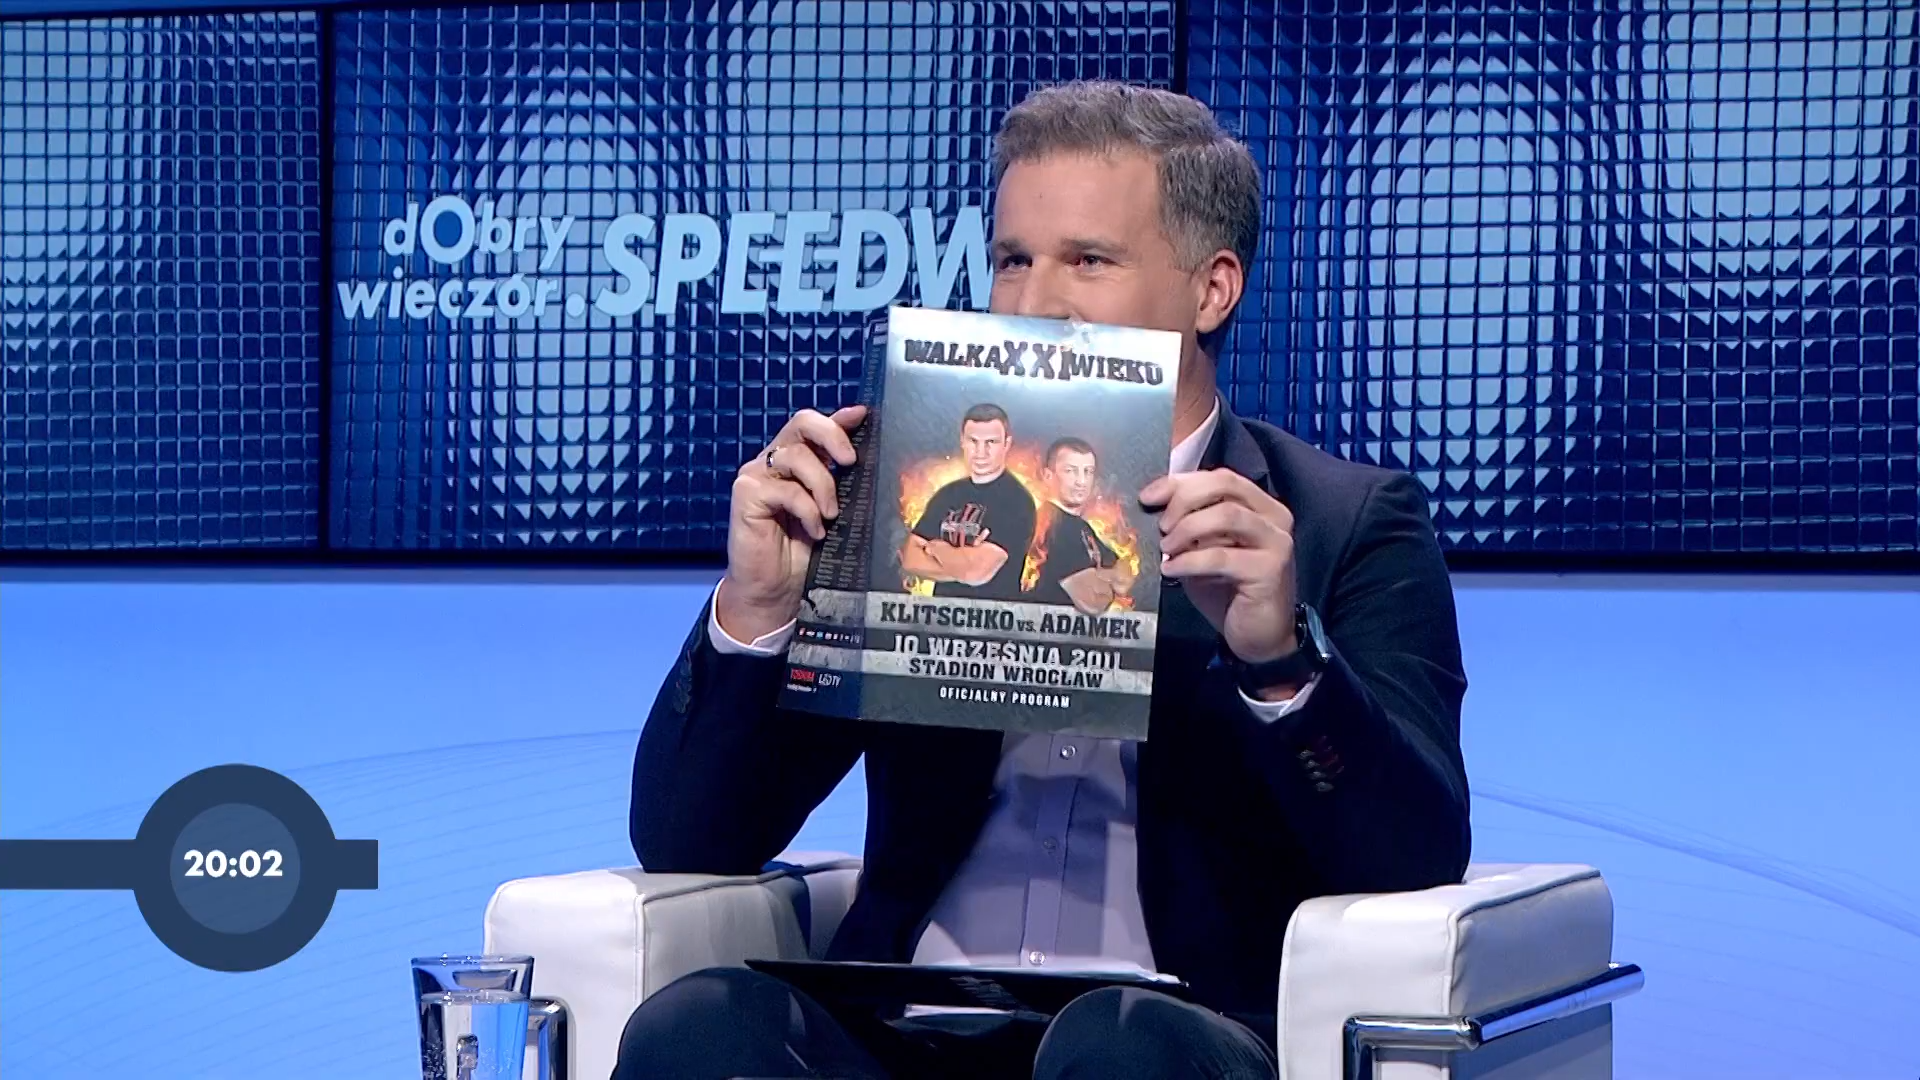 dObry
wieczór. SPEEDW
WALKA XXI WIEKU
KLITSCHKO vs. ADAMEK
10 WRZEŚNIA 2011
STADION WROCŁAW
OFICJALNY PROGRAM
20:02